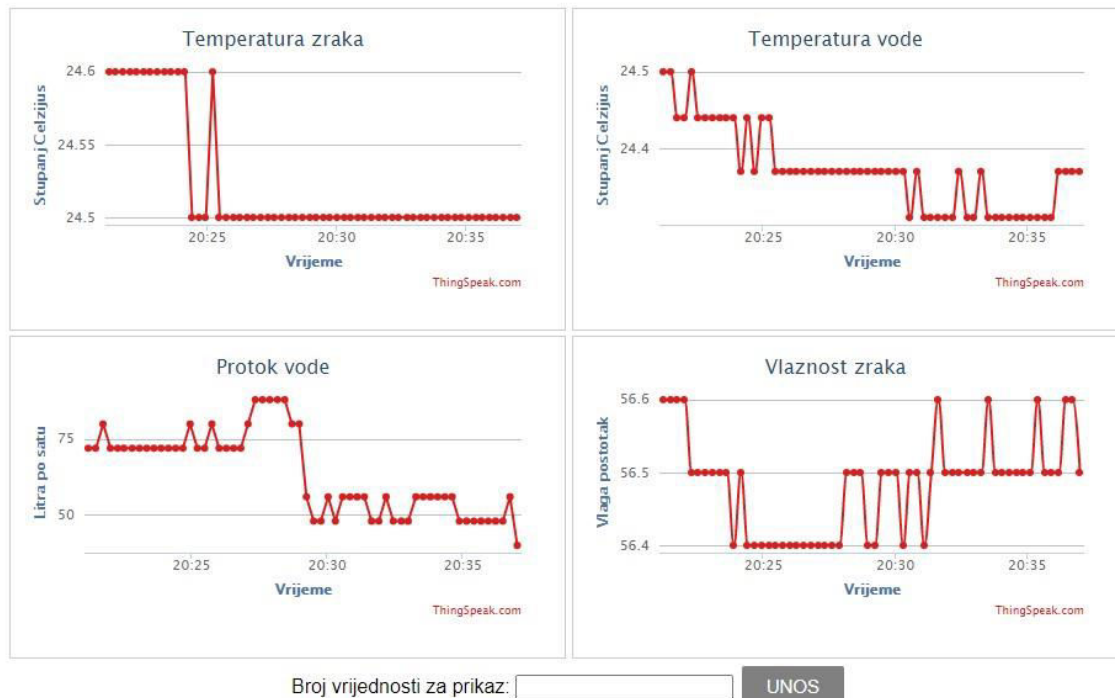 Temperatura zraka
Stupanj Celzijus
24.6
24.55
24.5
20:25 20:30 20:35
Vrijeme
ThingSpeak.com
Temperatura vode
Stupanj Celzijus
24.5
24.4
20:25 20:30 20:35
Vrijeme
ThingSpeak.com
Protok vode
Litra po satu
75
50
20:25 20:30 20:35
Vrijeme
ThingSpeak.com
Vlaznost zraka
Vlaga postotak
56.6
56.5
56.4
20:25 20:30 20:35
Vrijeme
ThingSpeak.com
Broj vrijednosti za prikaz: UNOS